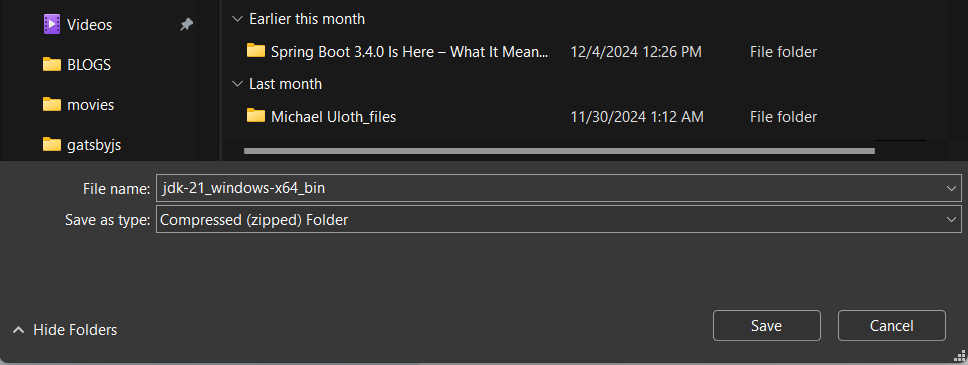 Videos
BLOGS
movies
gatsbyjs
Earlier this month
Spring Boot 3.4.0 Is Here – What It Mean... 12/4/2024 12:26 PM File folder
Last month
Michael Uloth_files 11/30/2024 1:12 AM File folder
File name: jdk-21_windows-x64_bin
Save as type: Compressed (zipped) Folder
Hide Folders Save Cancel